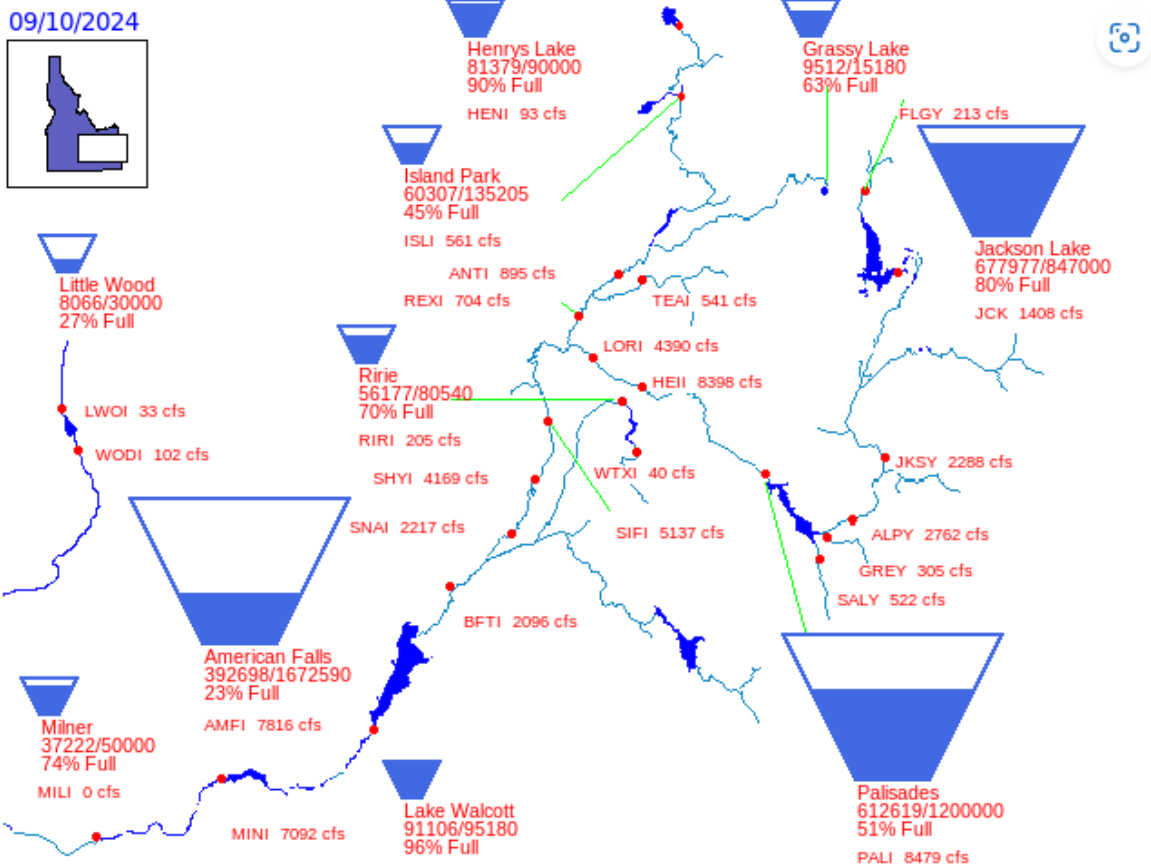 09/10/2024
Henrys Lake
81379/90000
90% Full
HENI 93 cfs
Grassy Lake
9512/15180
63% Full
FLGY 213 cfs
Island Park
60307/135205
45% Full
ISLI 561 cfs
Jackson Lake
677977/847000
80% Full
JCK 1408 cfs
Little Wood
8066/30000
27% Full
ANTI 895 cfs
REXI 704 cfs
TEAI 541 cfs
LORI 4390 cfs
HEII 8398 cfs
Ririe
56177/80540
70% Full
RIRI 205 cfs
LWOI 33 cfs
WODI 102 cfs
WTXI 40 cfs
JKSY 2288 cfs
SHYI 4169 cfs
SNAI 2217 cfs
SIFI 5137 cfs
ALPY 2762 cfs
GREY 305 cfs
SALY 522 cfs
BFTI 2096 cfs
American Falls
392698/1672590
23% Full
AMFI 7816 cfs
Milner
37222/50000
74% Full
MILI 0 cfs
MINI 7092 cfs
Lake Walcott
91106/95180
96% Full
Palisades
612619/1200000
51% Full
PALI 8479 cfs